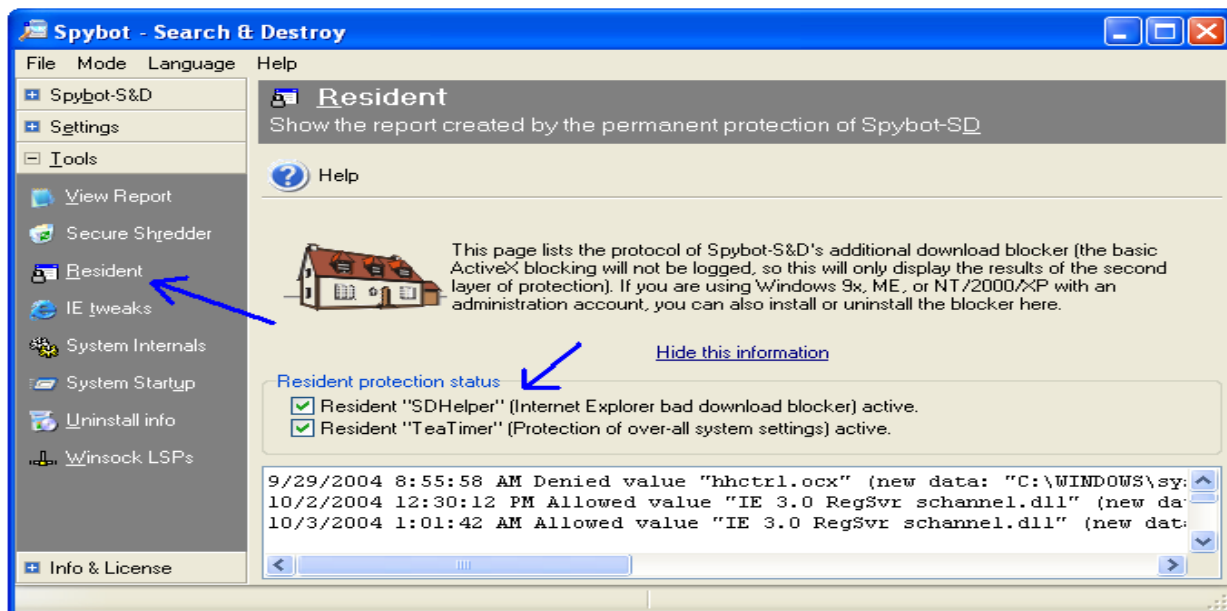 Spybot - Search & Destroy
File Mode Language Help
Spybot-S&D
Settings
Tools
View Report
Secure Shredder
Resident
IE tweaks
System Internals
System Startup
Uninstall info
Winsock LSPs
Info & License
Resident
Show the report created by the permanent protection of Spybot-SD
Help
This page lists the protocol of Spybot-S&D's additional download blocker (the basic
ActiveX blocking will not be logged, so this will only display the results of the second
layer of protection). If you are using Windows 9x, ME, or NT/2000/XP with an
administration account, you can also install or uninstall the blocker here.
Hide this information
Resident protection status
Resident "SDHelper" (Internet Explorer bad download blocker) active.
Resident "TeaTimer" (Protection of over-all system settings) active.
9/29/2004 8:55:58 AM Denied value "hhctrl.ocx" (new data: "C:\WINDOWS\sy
10/2/2004 12:30:12 PM Allowed value "IE 3.0 RegSvr schannel.dll" (new da
10/3/2004 1:01:42 AM Allowed value "IE 3.0 RegSvr schannel.dll" (new dat